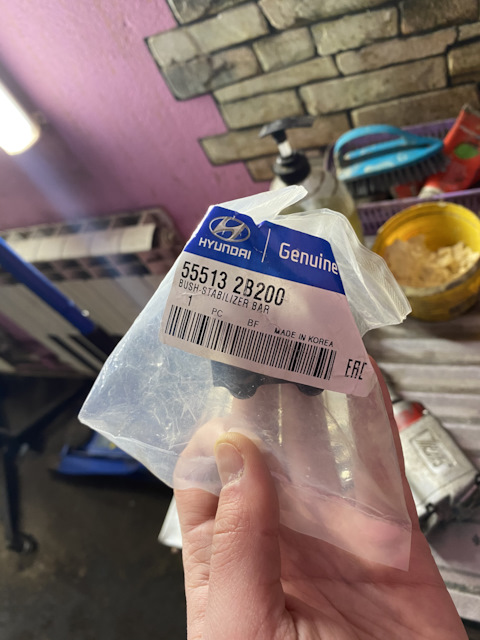 HYUNDAI | Genuine
55513 2B200
BUSH-STABILIZER BAR
1 PC BF MADE IN KOREA
EAC